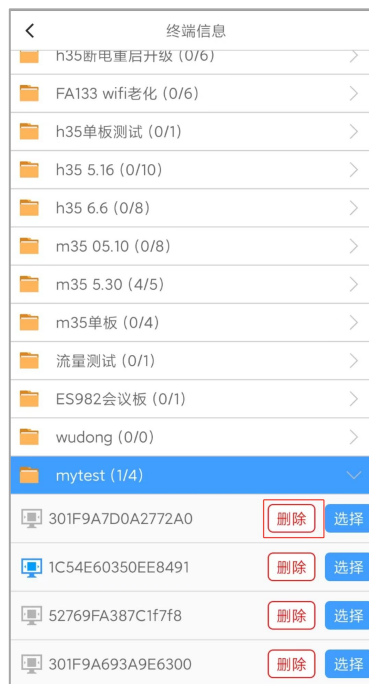 终端信息
h35断电重启升级 (0/6)
FA133 wifi老化 (0/6)
h35单板测试 (0/1)
h35 5.16 (0/10)
h35 6.6 (0/8)
m35 05.10 (0/8)
m35 5.30 (4/5)
m35单板 (0/4)
流量测试 (0/1)
ES982会议板 (0/1)
wudong (0/0)
mytest (1/4)
301F9A7D0A2772A0 删除 选择
1C54E60350EE8491 删除 选择
52769FA387C1f7f8 删除 选择
301F9A693A9E6300 删除 选择